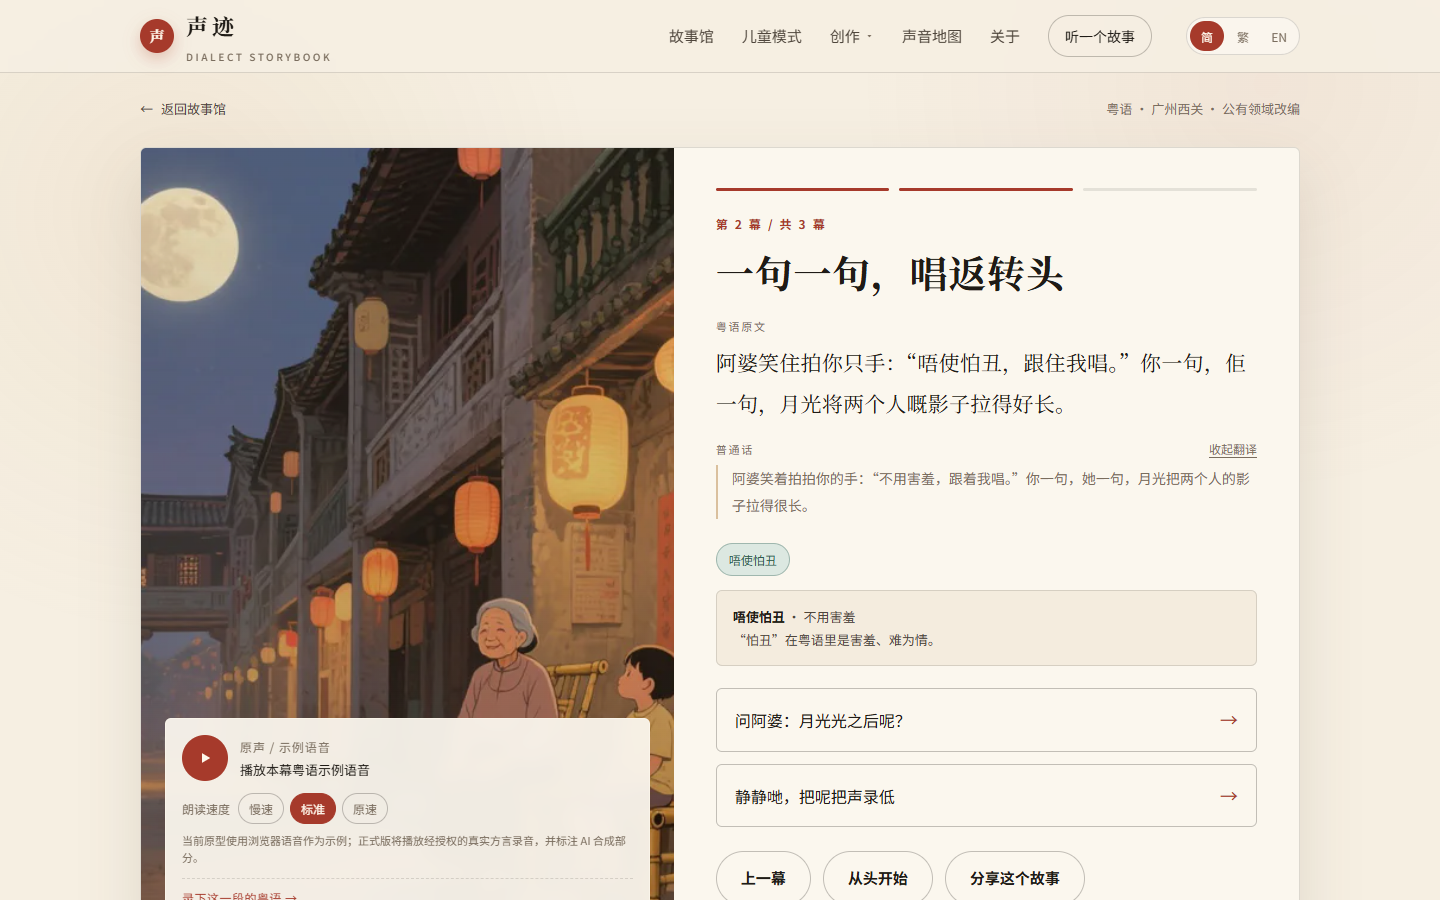 声
声迹
DIALECT STORYBOOK
故事馆
儿童模式
创作
声音地图
关于
听一个故事
简
繁
EN
← 返回故事馆
粤语 · 广州西关 · 公有领域改编
第 2 幕 / 共 3 幕
一句一句，唱返转头
粤语原文
阿婆笑住拍你只手：“唔使怕丑，跟住我唱。”你一句，佢
一句，月光将两个人嘅影子拉得好长。
普通话
收起翻译
阿婆笑着拍拍你的手：“不用害羞，跟着我唱。”你一句，她一句，月光把两个人的影
子拉得很长。
唔使怕丑
唔使怕丑 · 不用害羞
“怕丑”在粤语里是害羞、难为情。
问阿婆：月光光之后呢？ →
静静哋，把呢把声录低 →
上一幕
从头开始
分享这个故事
原声 / 示例语音
播放本幕粤语示例语音
朗读速度
慢速
标准
原速
当前原型使用浏览器语音作为示例；正式版将播放经授权的真实方言录音，并标注 AI 合成部
分。
录下这一段的粤语 →